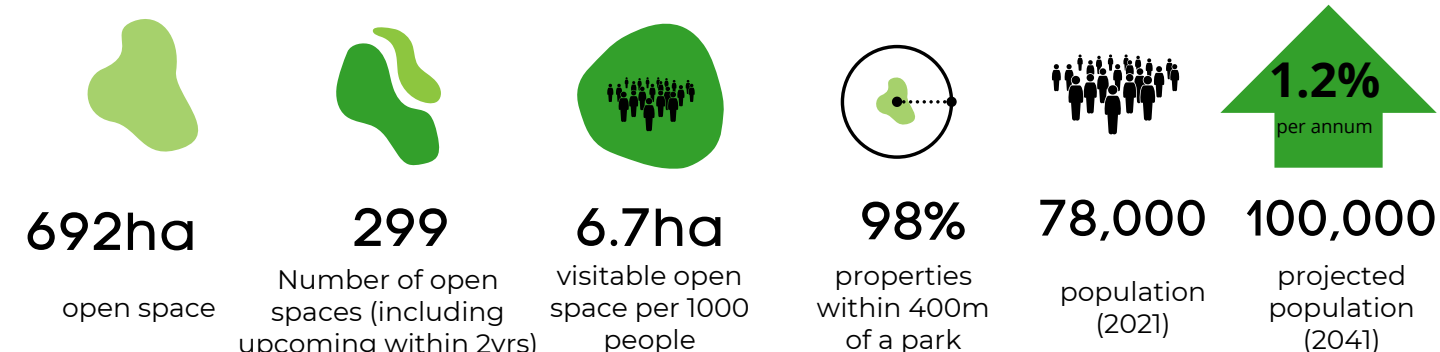 1.2%
per annum
692ha
open space
299
Number of open
spaces (including
upcoming within 2yrs)
6.7ha
visitable open
space per 1000
people
98%
properties
within 400m
of a park
78,000
population
(2021)
100,000
projected
population
(2041)